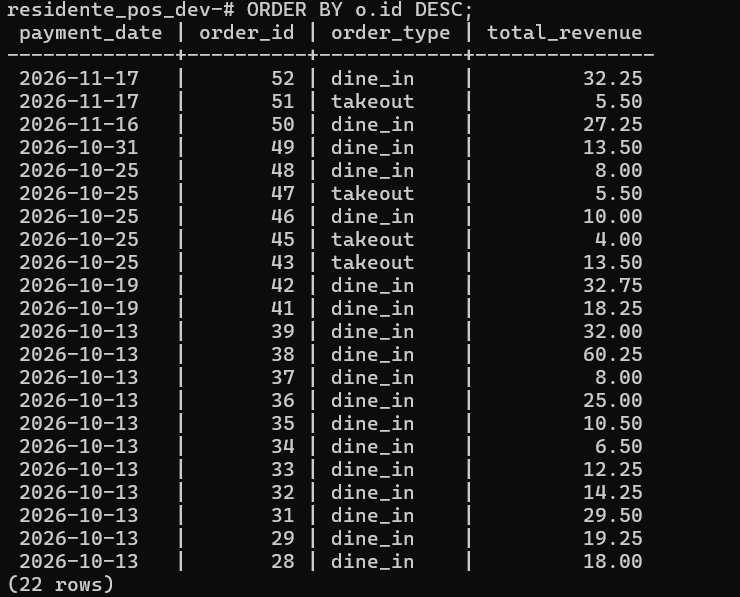 residente_pos_dev-# ORDER BY o.id DESC;
 payment_date | order_id | order_type | total_revenue
--------------+----------+------------+---------------
 2026-11-17   |       52 | dine_in    |         32.25
 2026-11-17   |       51 | takeout    |          5.50
 2026-11-16   |       50 | dine_in    |         27.25
 2026-10-31   |       49 | dine_in    |         13.50
 2026-10-25   |       48 | dine_in    |          8.00
 2026-10-25   |       47 | takeout    |          5.50
 2026-10-25   |       46 | dine_in    |         10.00
 2026-10-25   |       45 | takeout    |          4.00
 2026-10-25   |       43 | takeout    |         13.50
 2026-10-19   |       42 | dine_in    |         32.75
 2026-10-19   |       41 | dine_in    |         18.25
 2026-10-13   |       39 | dine_in    |         32.00
 2026-10-13   |       38 | dine_in    |         60.25
 2026-10-13   |       37 | dine_in    |          8.00
 2026-10-13   |       36 | dine_in    |         25.00
 2026-10-13   |       35 | dine_in    |         10.50
 2026-10-13   |       34 | dine_in    |          6.50
 2026-10-13   |       33 | dine_in    |         12.25
 2026-10-13   |       32 | dine_in    |         14.25
 2026-10-13   |       31 | dine_in    |         29.50
 2026-10-13   |       29 | dine_in    |         19.25
 2026-10-13   |       28 | dine_in    |         18.00
(22 rows)